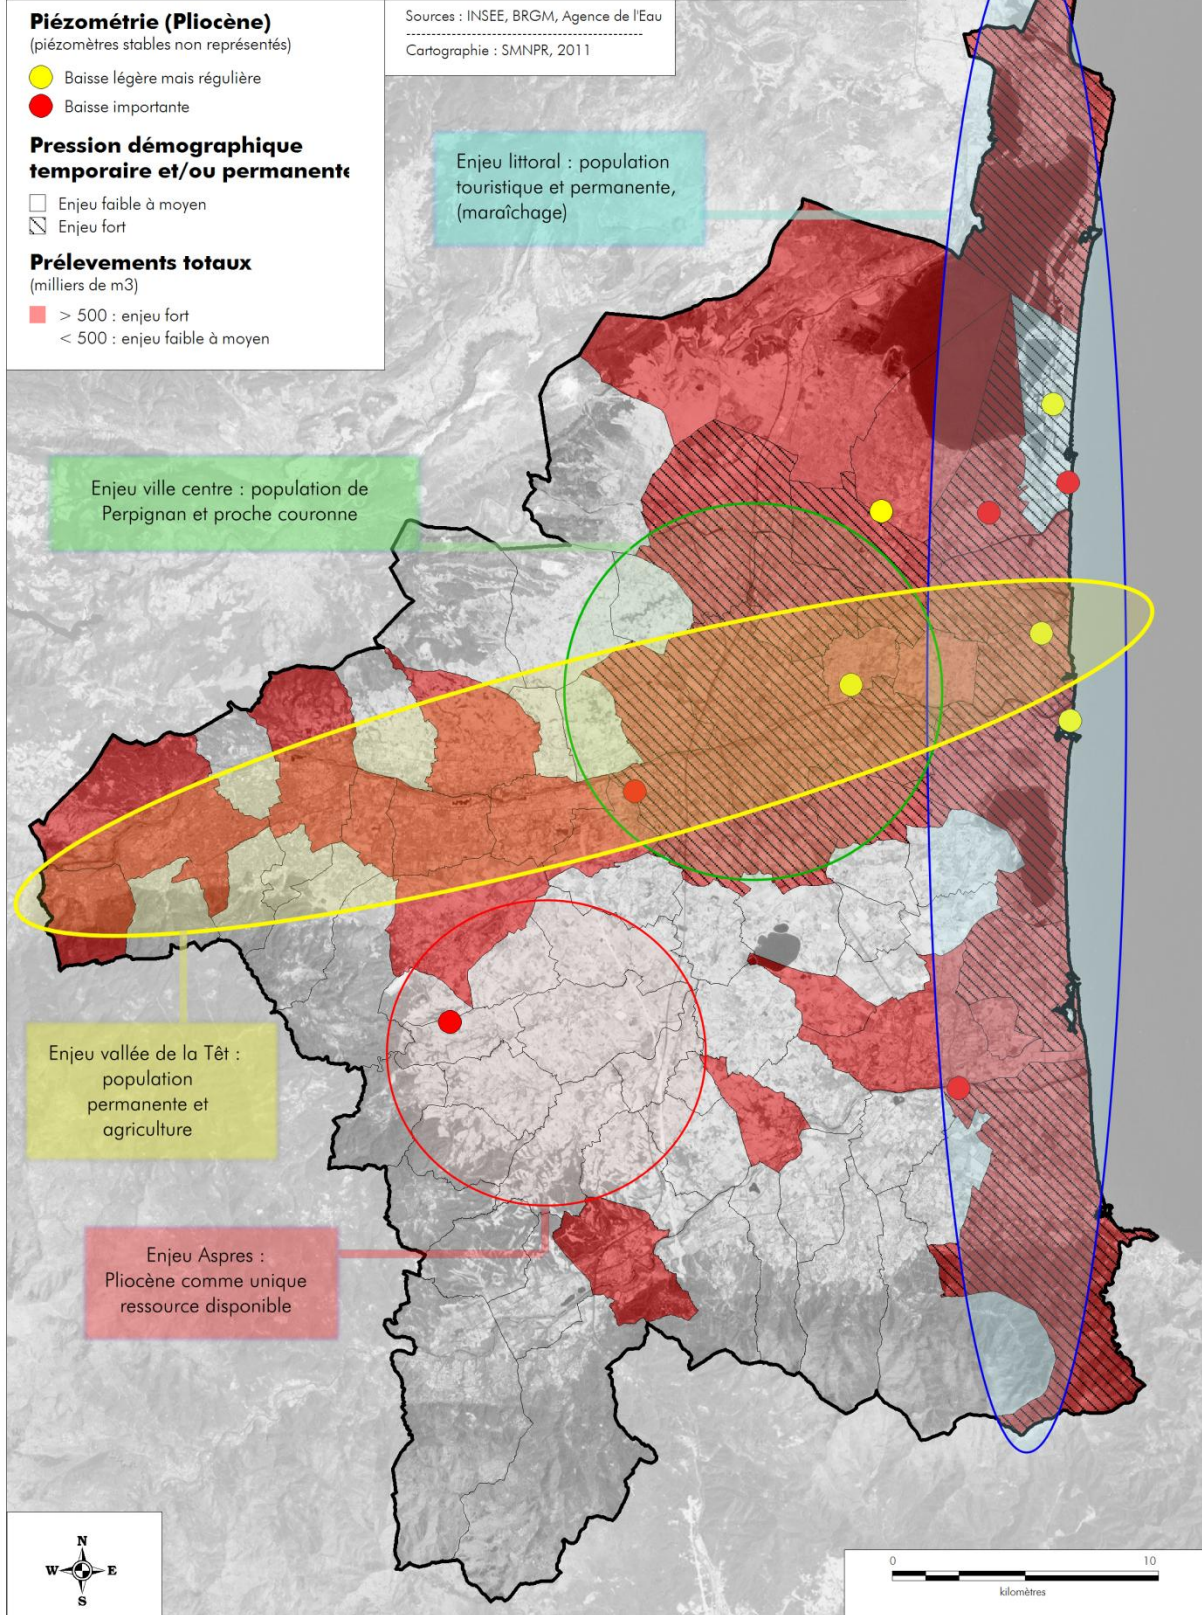 Piézométrie (Pliocène)
(piézomètres stables non représentés)
Baisse légère mais régulière
Baisse importante
Pression démographique
temporaire et/ou permanente
Enjeu faible à moyen
Enjeu fort
Prélevements totaux
(milliers de m3)
> 500 : enjeu fort
< 500 : enjeu faible à moyen
Sources : INSEE, BRGM, Agence de l'Eau
Cartographie : SMNPR, 2011
Enjeu littoral : population
touristique et permanente,
(maraîchage)
Enjeu ville centre : population de
Perpignan et proche couronne
Enjeu vallée de la Têt :
population
permanente et
agriculture
Enjeu Aspres :
Pliocène comme unique
ressource disponible
N
W E
S
0 10
kilomètres